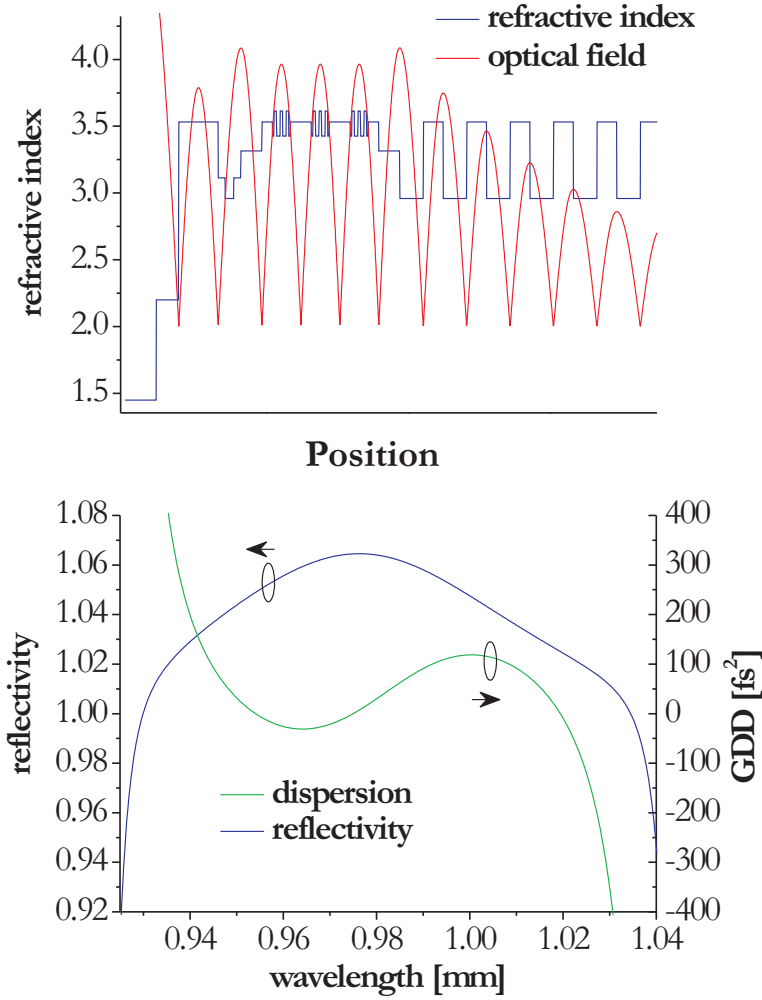 refractive index
optical field
4.0
3.5
3.0
2.5
2.0
1.5
refractive index
Position
1.08
1.06
1.04
1.02
1.00
0.98
0.96
0.94
0.92
reflectivity
400
300
200
100
0
-100
-200
-300
-400
GDD [fs²]
dispersion
reflectivity
0.94 0.96 0.98 1.00 1.02 1.04
wavelength [mm]